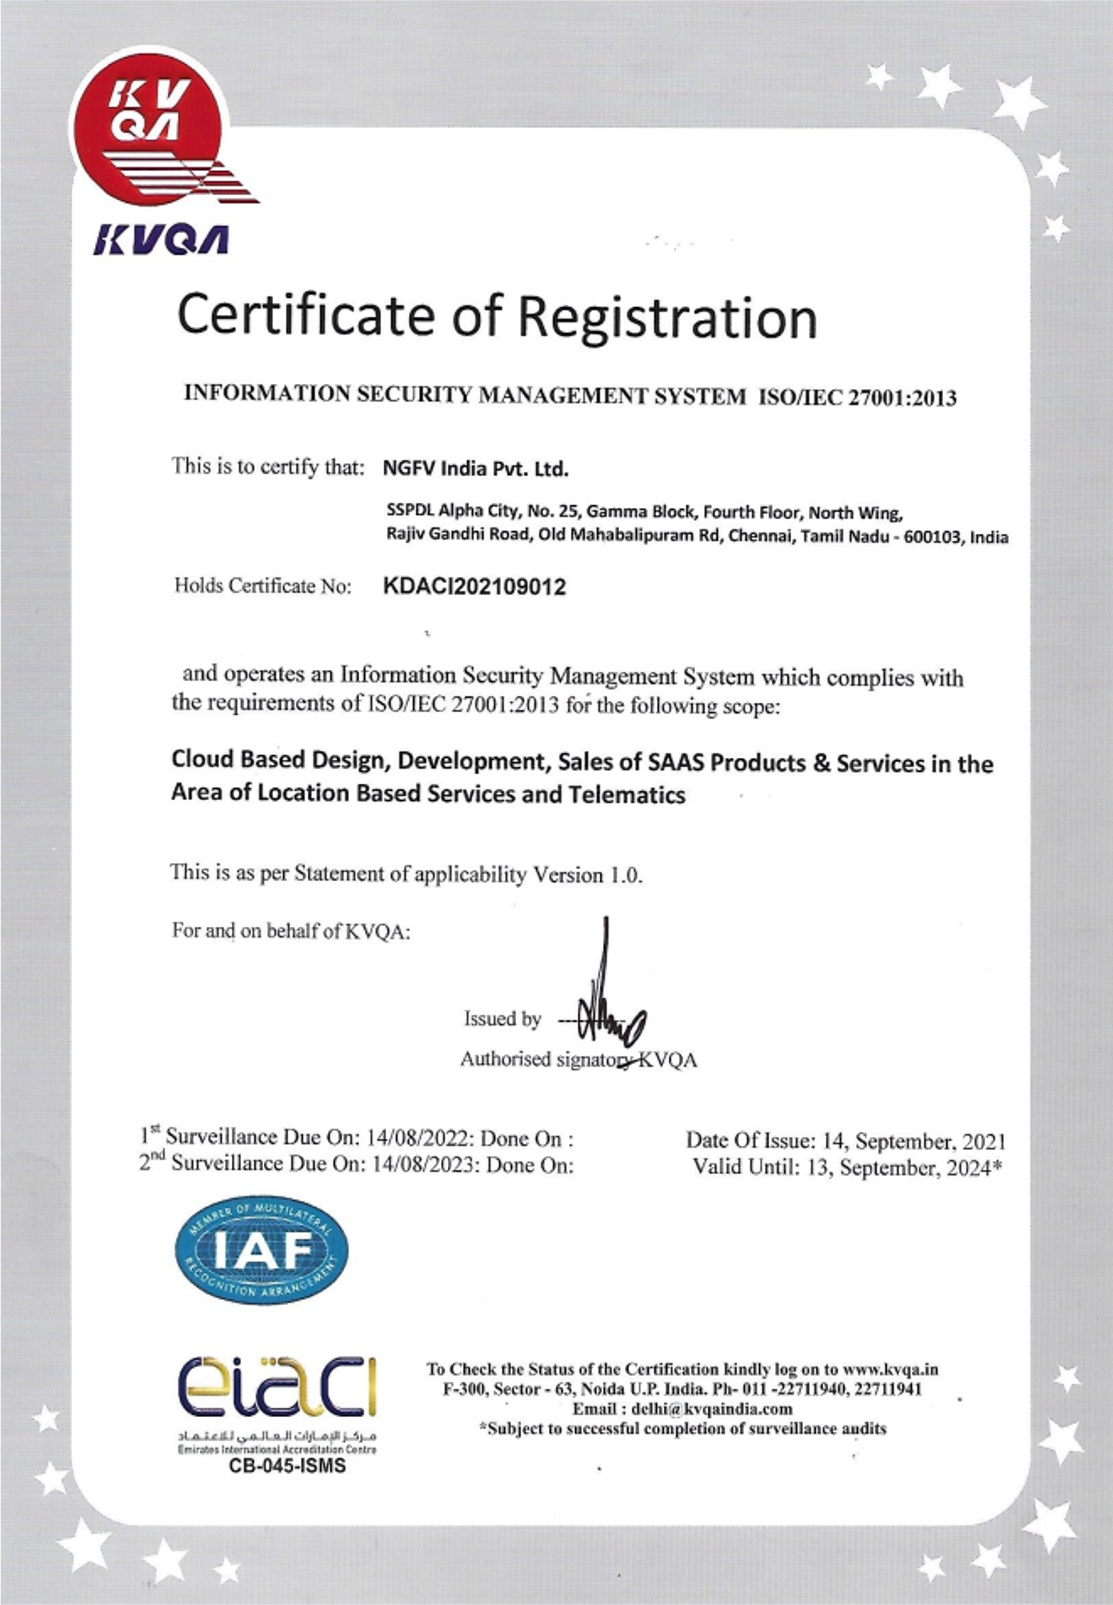 KV
QA
KVQA
Certificate of Registration
INFORMATION SECURITY MANAGEMENT SYSTEM ISO/IEC 27001:2013
This is to certify that: NGFV India Pvt. Ltd.
SSPDL Alpha City, No. 25, Gamma Block, Fourth Floor, North Wing,
Rajiv Gandhi Road, Old Mahabalipuram Rd, Chennai, Tamil Nadu - 600103, India
Holds Certificate No: KDACI202109012
and operates an Information Security Management System which complies with
the requirements of ISO/IEC 27001:2013 for the following scope:
Cloud Based Design, Development, Sales of SAAS Products & Services in the
Area of Location Based Services and Telematics
This is as per Statement of applicability Version 1.0.
For and on behalf of KVQA:
Issued by
Authorised signatory-KVQA
1st Surveillance Due On: 14/08/2022: Done On :
2nd Surveillance Due On: 14/08/2023: Done On:
Date Of Issue: 14, September, 2021
Valid Until: 13, September, 2024*
MEMBER OF MULTILATERAL
IAF
RECOGNITION ARRANGEMENT
eiaci
مركز الإمارات العالمي للاعتماد
Emirates International Accreditation Centre
CB-045-ISMS
To Check the Status of the Certification kindly log on to www.kvqa.in
F-300, Sector - 63, Noida U.P. India. Ph- 011 -22711940, 22711941
Email : delhi@kvqaindia.com
*Subject to successful completion of surveillance audits